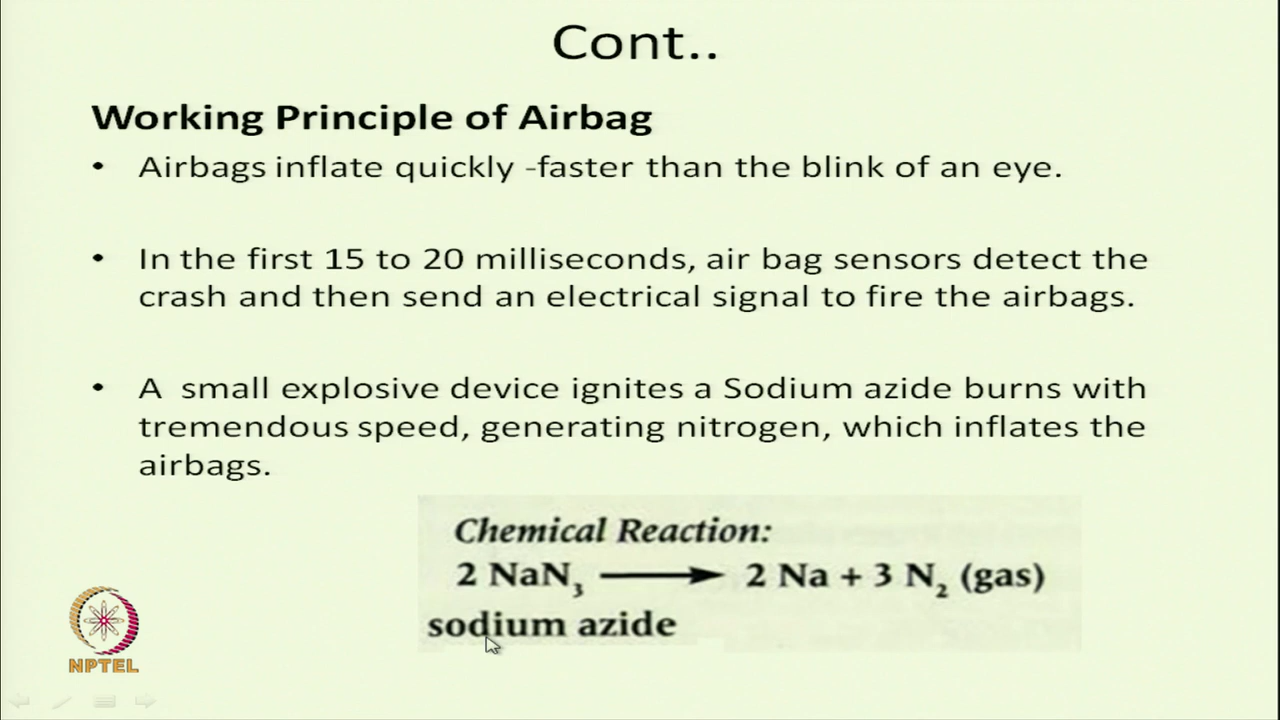 Cont..
Working Principle of Airbag
• Airbags inflate quickly -faster than the blink of an eye.
• In the first 15 to 20 milliseconds, air bag sensors detect the
crash and then send an electrical signal to fire the airbags.
• A small explosive device ignites a Sodium azide burns with
tremendous speed, generating nitrogen, which inflates the
airbags.
Chemical Reaction:
2 NaN₃ ⟶ 2 Na + 3 N₂ (gas)
sodium azide
NPTEL